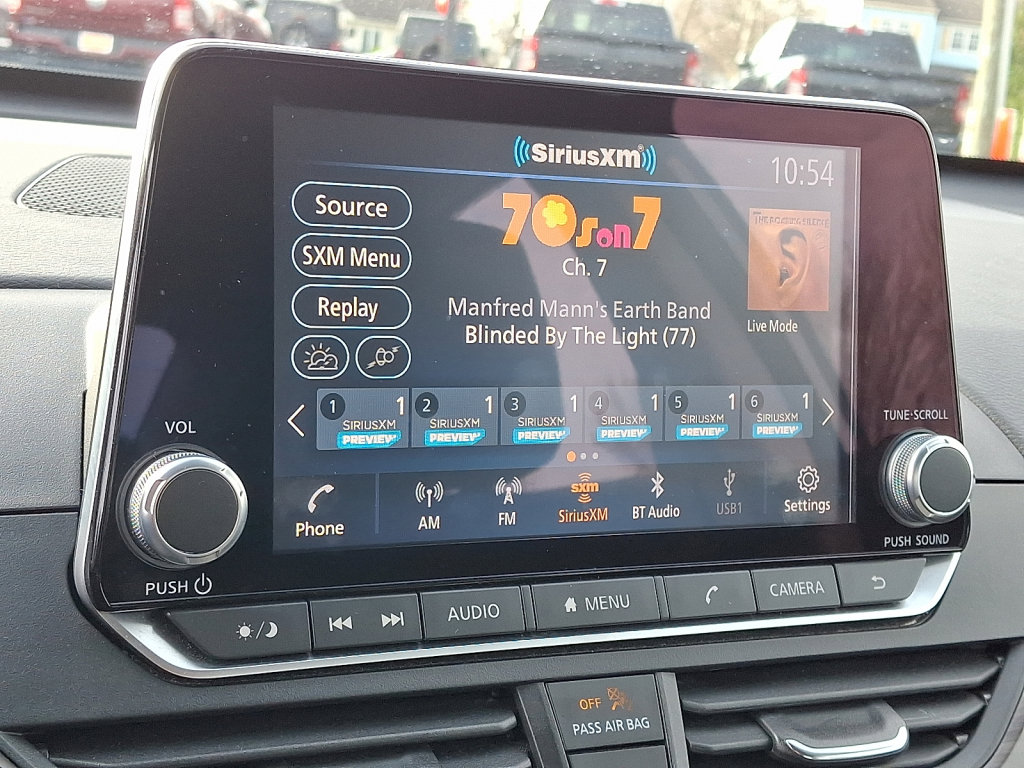 SiriusXM
10:54
Source
SXM Menu
Replay
70s on 7
Ch. 7
Manfred Mann's Earth Band
Blinded By The Light (77)
THE ROARING SILENCE
Live Mode
1 1 SIRIUSXM PREVIEW
2 1 SIRIUSXM PREVIEW
3 1 SIRIUSXM PREVIEW
4 1 SIRIUSXM PREVIEW
5 1 SIRIUSXM PREVIEW
6 1 SIRIUSXM PREVIEW
Phone
AM
FM
sxm
SiriusXM
BT Audio
USB1
Settings
VOL
PUSH
TUNE·SCROLL
PUSH SOUND
AUDIO
MENU
CAMERA
OFF
PASS AIR BAG